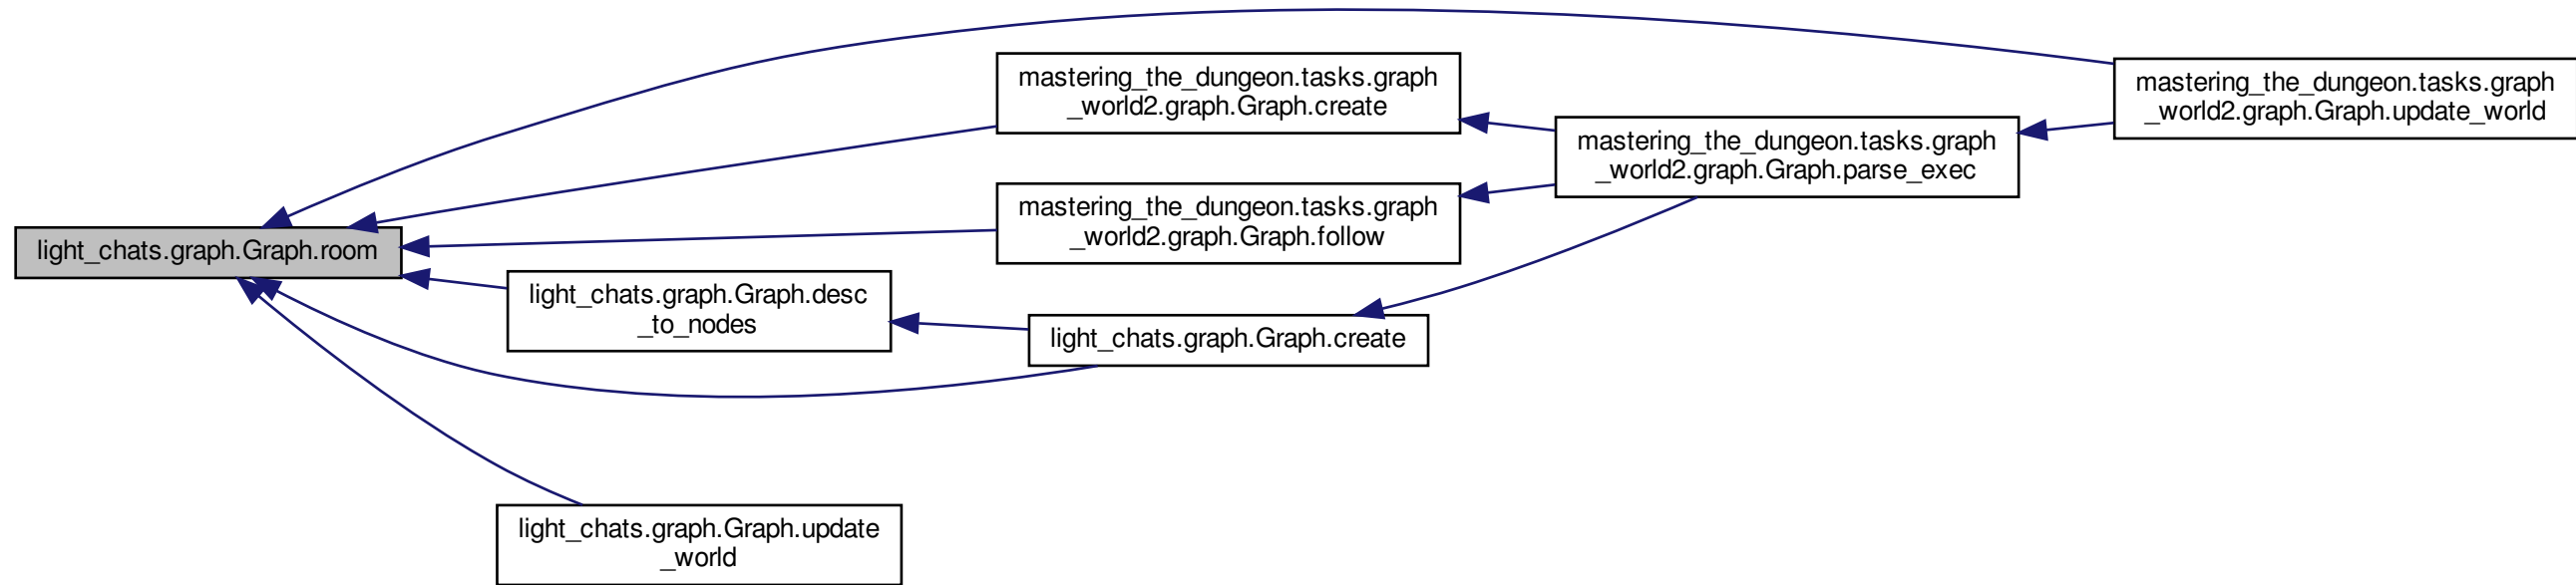 light_chats.graph.Graph.room
mastering_the_dungeon.tasks.graph
_world2.graph.Graph.create
mastering_the_dungeon.tasks.graph
_world2.graph.Graph.follow
light_chats.graph.Graph.desc
_to_nodes
light_chats.graph.Graph.create
light_chats.graph.Graph.update
_world
mastering_the_dungeon.tasks.graph
_world2.graph.Graph.parse_exec
mastering_the_dungeon.tasks.graph
_world2.graph.Graph.update_world